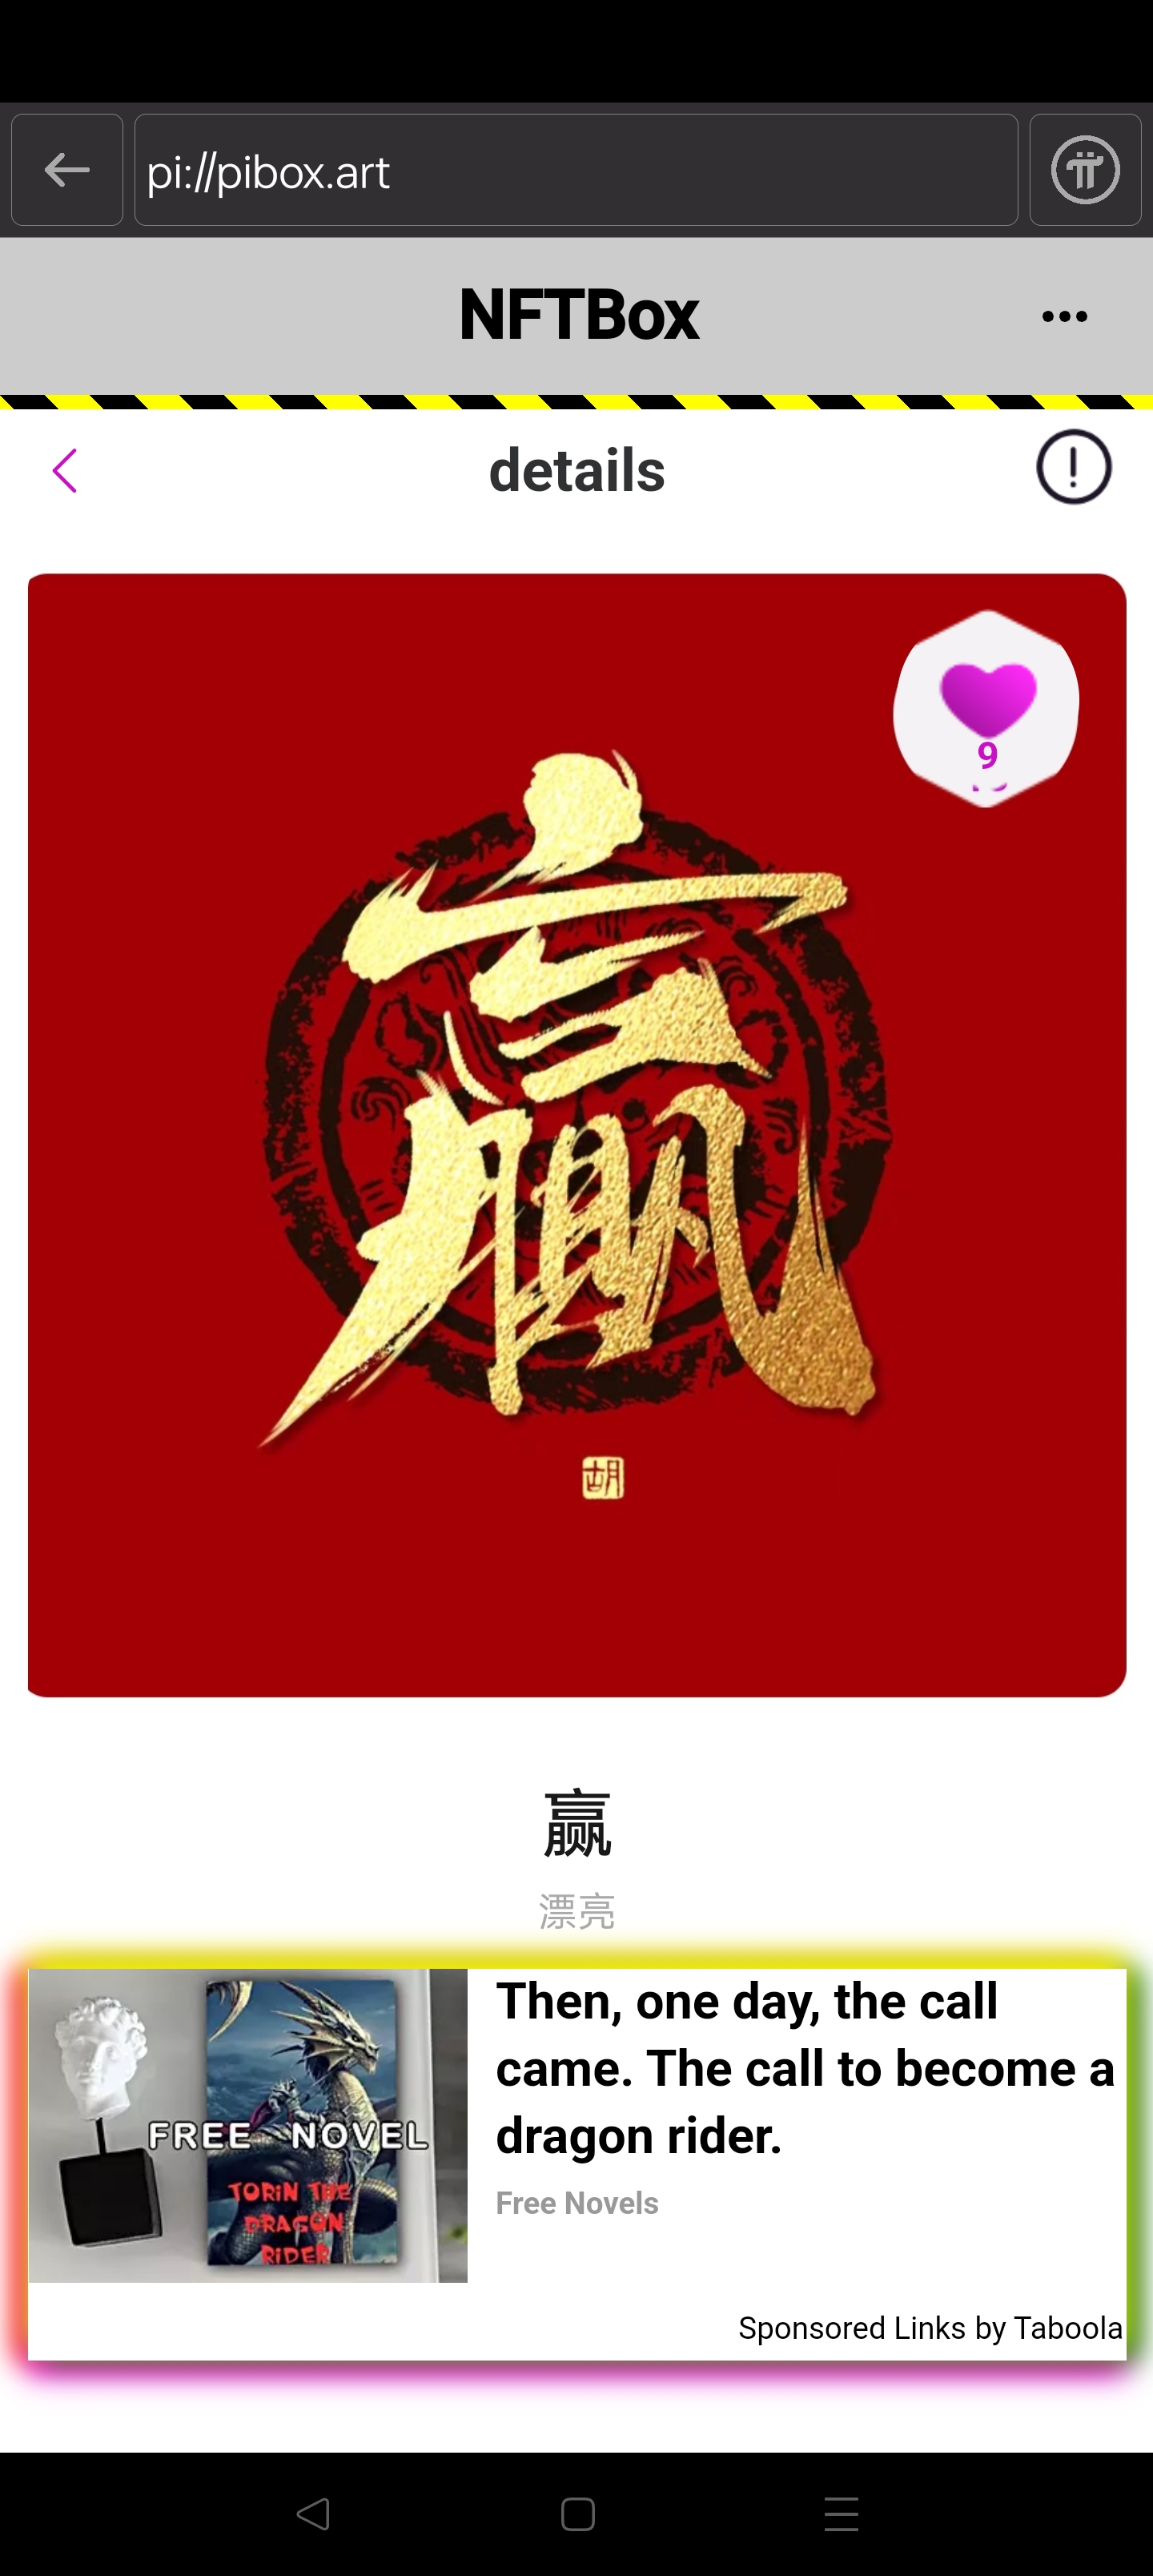 pi://pibox.art
NFTBox
details
9
赢
胡
赢
漂亮
FREE NOVEL
TORIN THE
DRAGON
RIDER
Then, one day, the call
came. The call to become a
dragon rider.
Free Novels
Sponsored Links by Taboola